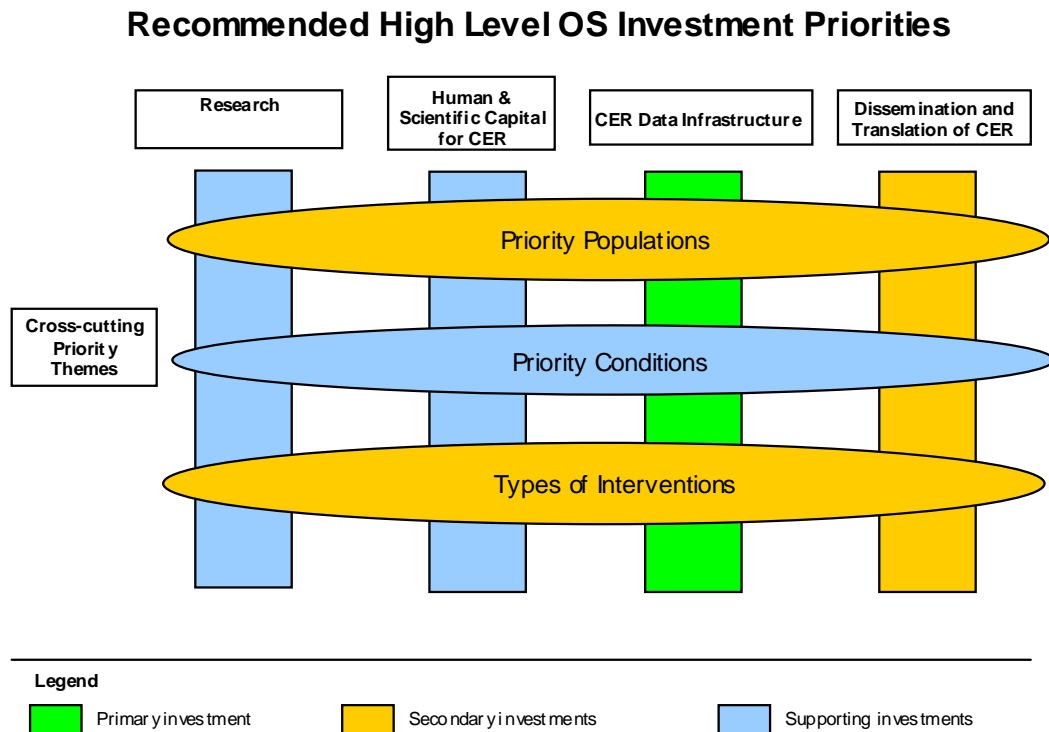 Recommended High Level OS Investment Priorities
Research
Human &
Scientific Capital
for CER
CER Data Infrastructure
Dissemination and
Translation of CER
Priority Populations
Cross-cutting
Priority
Themes
Priority Conditions
Types of Interventions
Legend
Primary investment
Secondary investments
Supporting investments